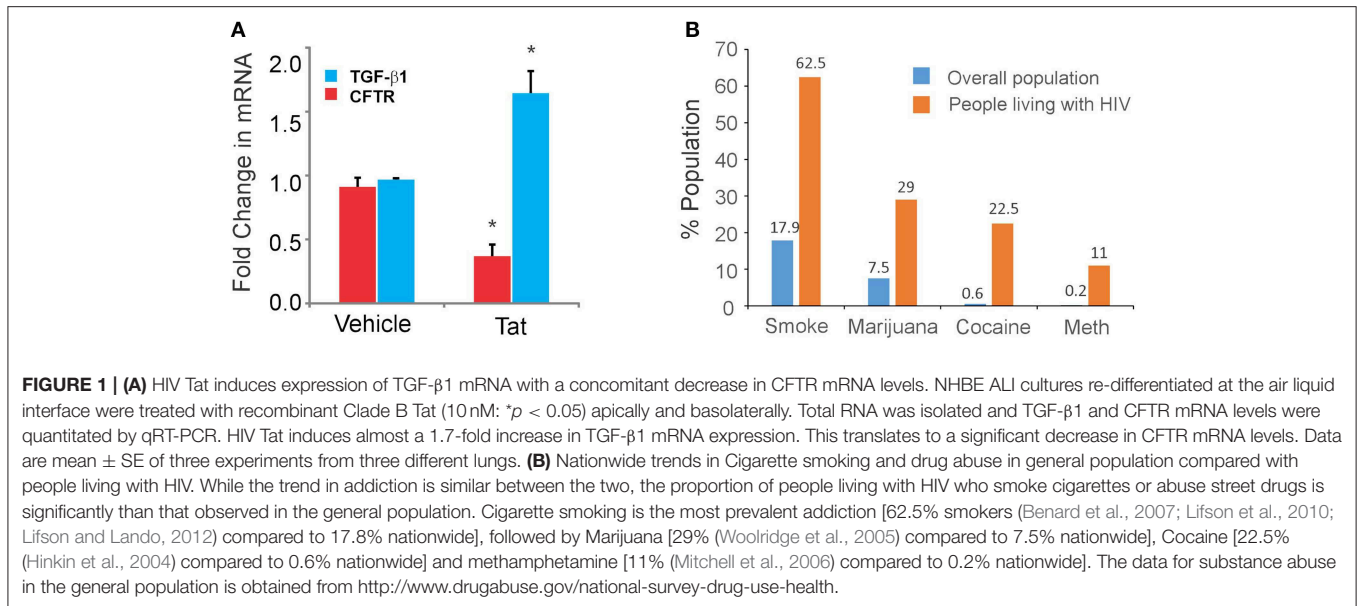 A
2.0
1.5
1.0
0.5
0.0
Fold Change in mRNA
TGF-β1
CFTR
*
*
Vehicle
Tat
B
70
60
50
40
30
20
10
0
% Population
Overall population
People living with HIV
62.5
17.9
29
7.5
22.5
0.6
11
0.2
Smoke
Marijuana
Cocaine
Meth
FIGURE 1 | (A) HIV Tat induces expression of TGF-β1 mRNA with a concomitant decrease in CFTR mRNA levels. NHBE ALI cultures re-differentiated at the air liquid
interface were treated with recombinant Clade B Tat (10 nM: *p < 0.05) apically and basolaterally. Total RNA was isolated and TGF-β1 and CFTR mRNA levels were
quantitated by qRT-PCR. HIV Tat induces almost a 1.7-fold increase in TGF-β1 mRNA expression. This translates to a significant decrease in CFTR mRNA levels. Data
are mean ± SE of three experiments from three different lungs. (B) Nationwide trends in Cigarette smoking and drug abuse in general population compared with
people living with HIV. While the trend in addiction is similar between the two, the proportion of people living with HIV who smoke cigarettes or abuse street drugs is
significantly than that observed in the general population. Cigarette smoking is the most prevalent addiction [62.5% smokers (Benard et al., 2007; Lifson et al., 2010;
Lifson and Lando, 2012) compared to 17.8% nationwide], followed by Marijuana [29% (Woolridge et al., 2005) compared to 7.5% nationwide], Cocaine [22.5%
(Hinkin et al., 2004) compared to 0.6% nationwide] and methamphetamine [11% (Mitchell et al., 2006) compared to 0.2% nationwide]. The data for substance abuse
in the general population is obtained from http://www.drugabuse.gov/national-survey-drug-use-health.